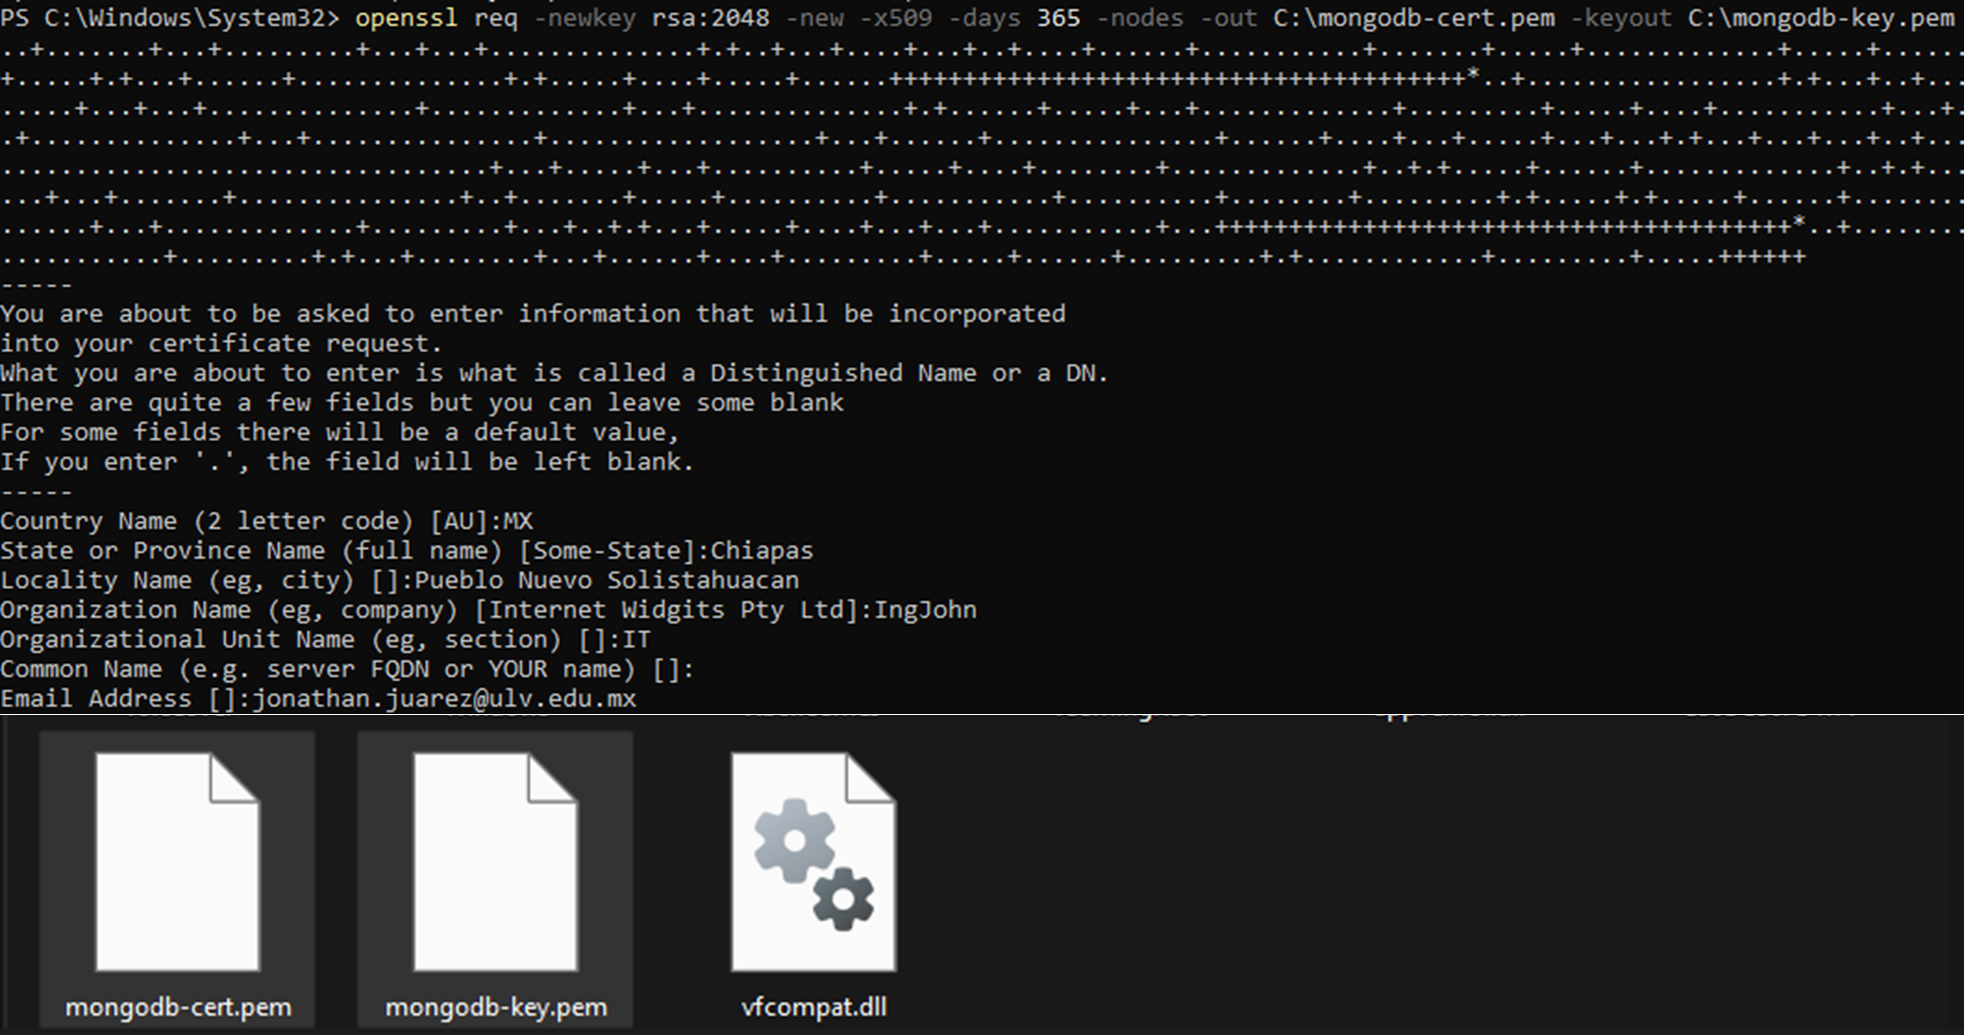 PS C:\Windows\System32> openssl req -newkey rsa:2048 -new -x509 -days 365 -nodes -out C:\mongodb-cert.pem -keyout C:\mongodb-key.pem
-----
You are about to be asked to enter information that will be incorporated
into your certificate request.
What you are about to enter is what is called a Distinguished Name or a DN.
There are quite a few fields but you can leave some blank
For some fields there will be a default value,
If you enter '.', the field will be left blank.
-----
Country Name (2 letter code) [AU]:MX
State or Province Name (full name) [Some-State]:Chiapas
Locality Name (eg, city) []:Pueblo Nuevo Solistahuacan
Organization Name (eg, company) [Internet Widgits Pty Ltd]:IngJohn
Organizational Unit Name (eg, section) []:IT
Common Name (e.g. server FQDN or YOUR name) []:
Email Address []:jonathan.juarez@ulv.edu.mx
mongodb-cert.pem
mongodb-key.pem
vfcompat.dll